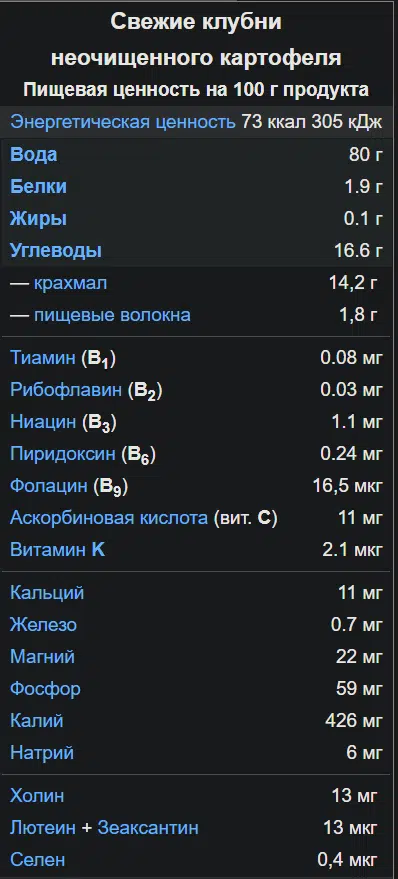 Свежие клубни
неочищенного картофеля
Пищевая ценность на 100 г продукта
Энергетическая ценность 73 ккал 305 кДж
Вода 80 г
Белки 1.9 г
Жиры 0.1 г
Углеводы 16.6 г
— крахмал 14,2 г
— пищевые волокна 1,8 г
Тиамин (B1) 0.08 мг
Рибофлавин (B2) 0.03 мг
Ниацин (B3) 1.1 мг
Пиридоксин (B6) 0.24 мг
Фолацин (B9) 16,5 мкг
Аскорбиновая кислота (вит. С) 11 мг
Витамин K 2.1 мкг
Кальций 11 мг
Железо 0.7 мг
Магний 22 мг
Фосфор 59 мг
Калий 426 мг
Натрий 6 мг
Холин 13 мг
Лютеин + Зеаксантин 13 мкг
Селен 0,4 мкг